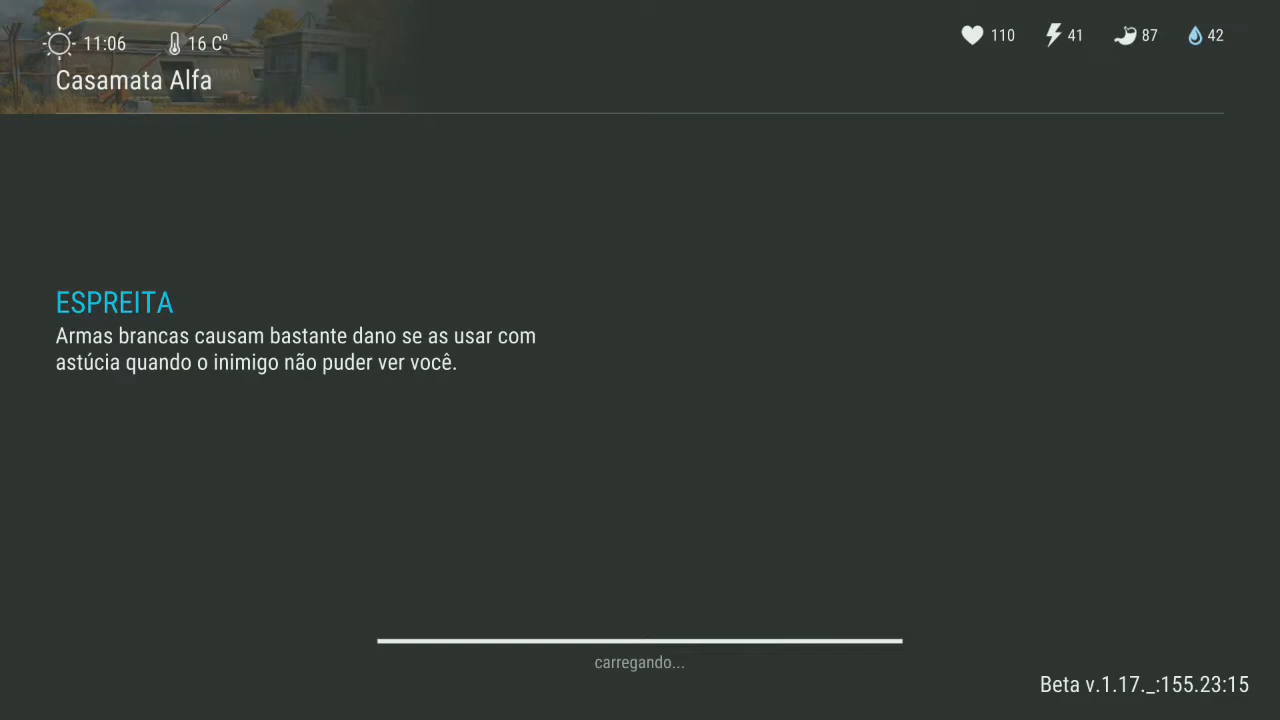 11:06 16 Cº 110 41 87 42
Casamata Alfa
ESPREITA
Armas brancas causam bastante dano se as usar com
astúcia quando o inimigo não puder ver você.
carregando...
Beta v.1.17._:155.23:15